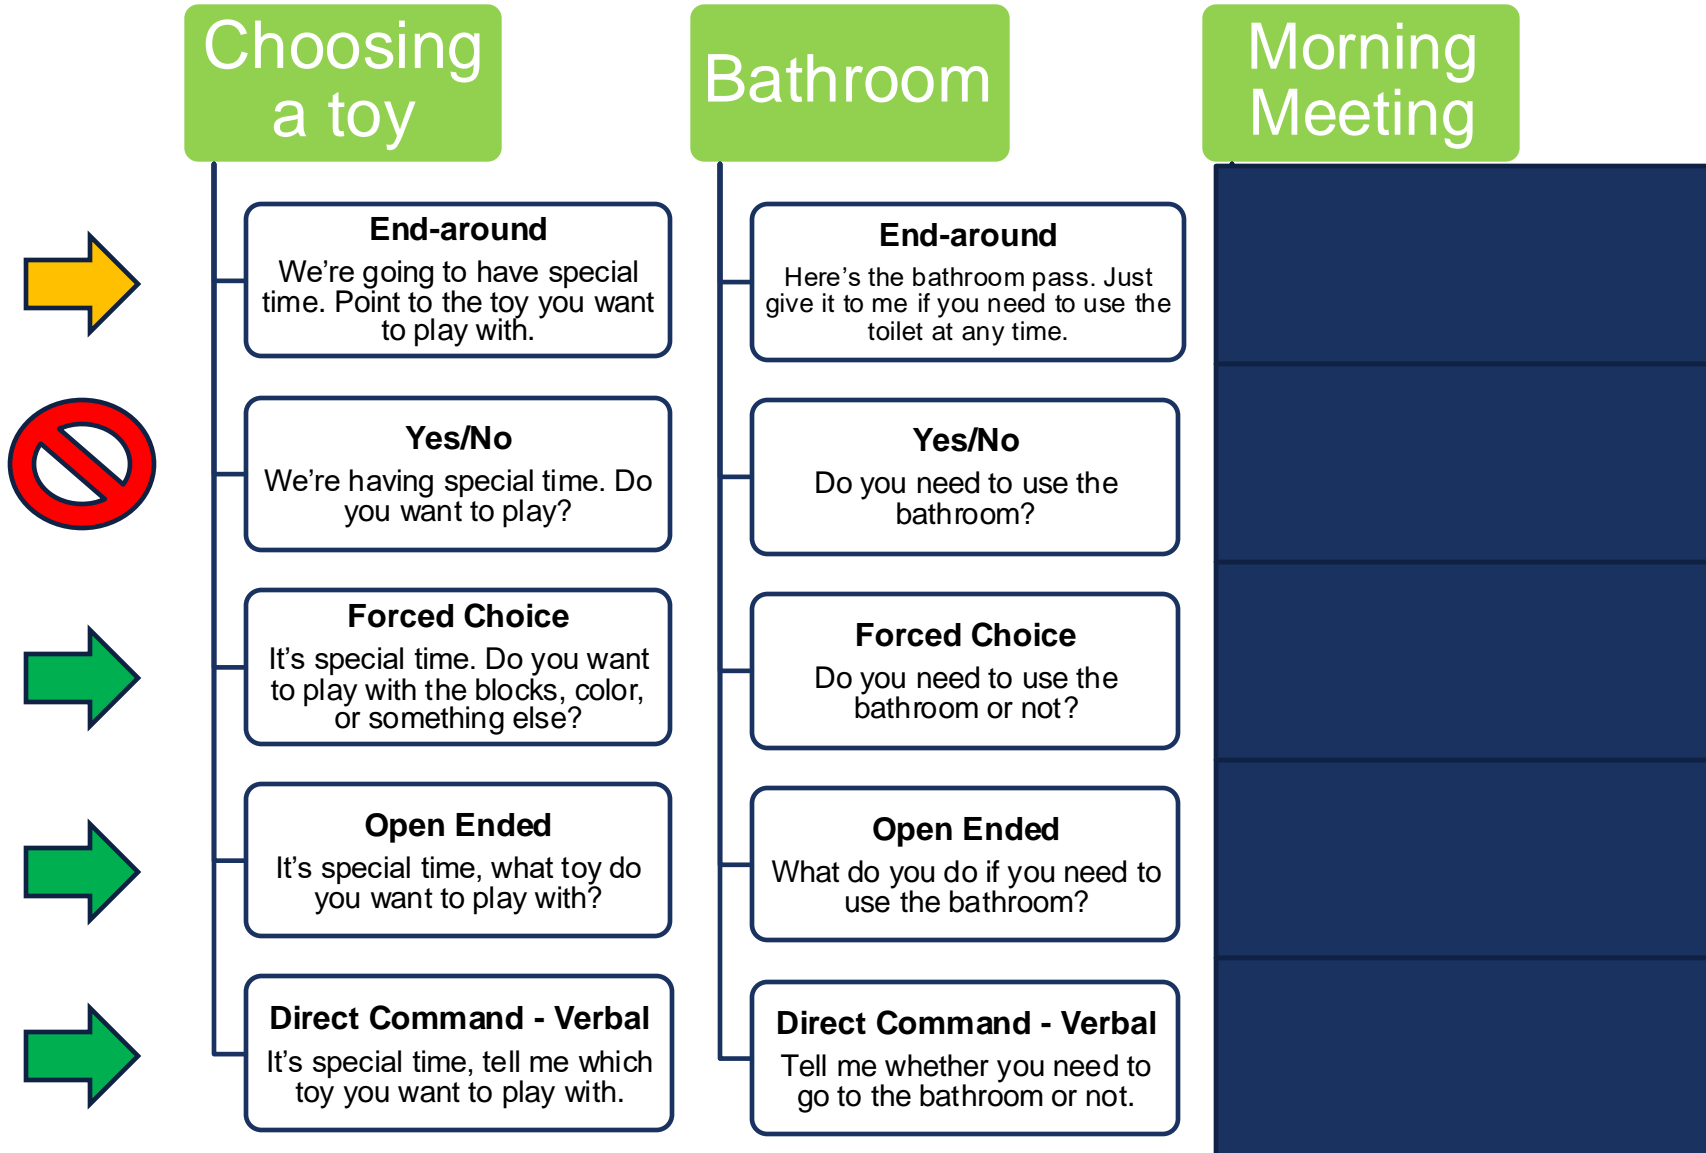 Choosing
a toy
End-around
We're going to have special
time. Point to the toy you want
to play with.
Yes/No
We're having special time. Do
you want to play?
Forced Choice
It's special time. Do you want
to play with the blocks, color,
or something else?
Open Ended
It's special time, what toy do
you want to play with?
Direct Command - Verbal
It's special time, tell me which
toy you want to play with.
Bathroom
End-around
Here's the bathroom pass. Just
give it to me if you need to use the
toilet at any time.
Yes/No
Do you need to use the
bathroom?
Forced Choice
Do you need to use the
bathroom or not?
Open Ended
What do you do if you need to
use the bathroom?
Direct Command - Verbal
Tell me whether you need to
go to the bathroom or not.
Morning
Meeting